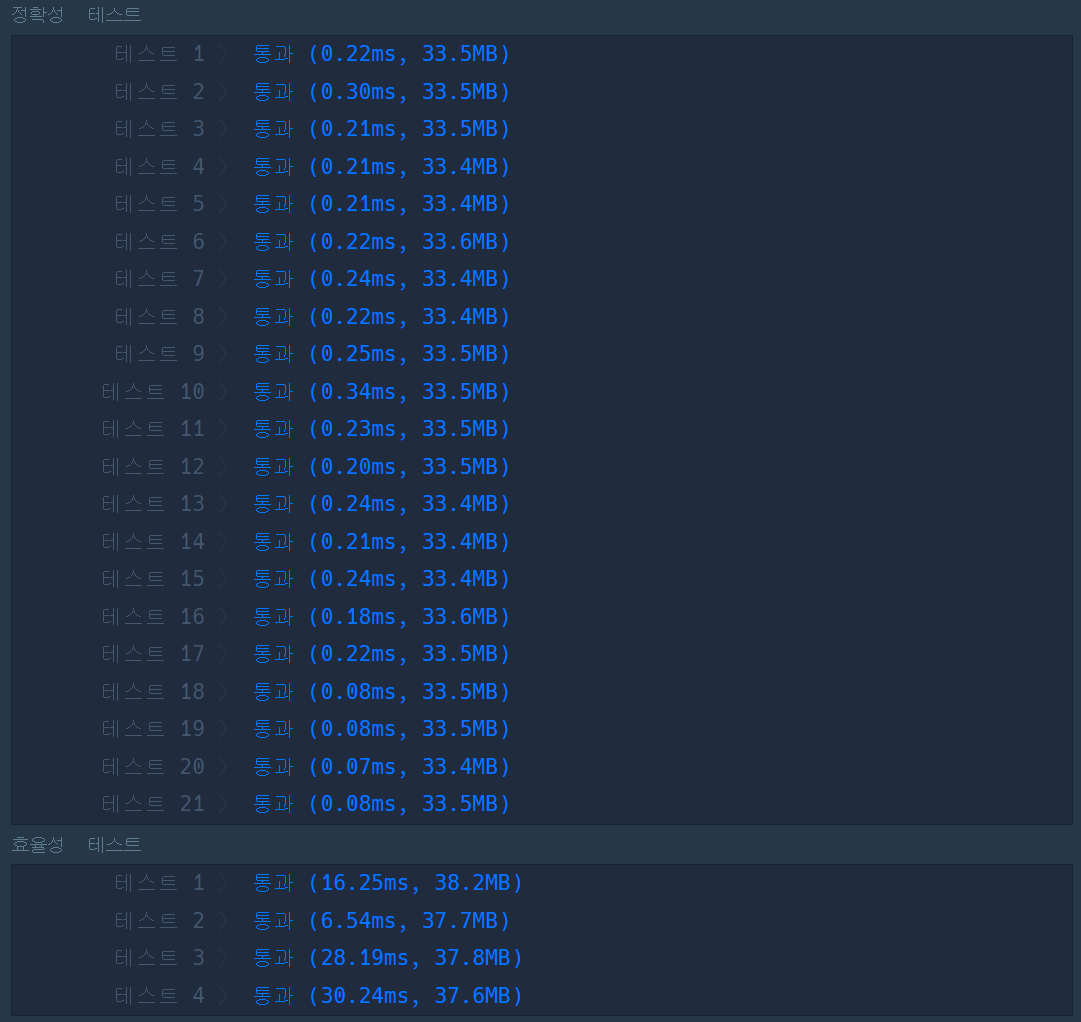 정확성 테스트
테스트 1 〉 통과 (0.22ms, 33.5MB)
테스트 2 〉 통과 (0.30ms, 33.5MB)
테스트 3 〉 통과 (0.21ms, 33.5MB)
테스트 4 〉 통과 (0.21ms, 33.4MB)
테스트 5 〉 통과 (0.21ms, 33.4MB)
테스트 6 〉 통과 (0.22ms, 33.6MB)
테스트 7 〉 통과 (0.24ms, 33.4MB)
테스트 8 〉 통과 (0.22ms, 33.4MB)
테스트 9 〉 통과 (0.25ms, 33.5MB)
테스트 10 〉 통과 (0.34ms, 33.5MB)
테스트 11 〉 통과 (0.23ms, 33.5MB)
테스트 12 〉 통과 (0.20ms, 33.5MB)
테스트 13 〉 통과 (0.24ms, 33.4MB)
테스트 14 〉 통과 (0.21ms, 33.4MB)
테스트 15 〉 통과 (0.24ms, 33.4MB)
테스트 16 〉 통과 (0.18ms, 33.6MB)
테스트 17 〉 통과 (0.22ms, 33.5MB)
테스트 18 〉 통과 (0.08ms, 33.5MB)
테스트 19 〉 통과 (0.08ms, 33.5MB)
테스트 20 〉 통과 (0.07ms, 33.4MB)
테스트 21 〉 통과 (0.08ms, 33.5MB)
효율성 테스트
테스트 1 〉 통과 (16.25ms, 38.2MB)
테스트 2 〉 통과 (6.54ms, 37.7MB)
테스트 3 〉 통과 (28.19ms, 37.8MB)
테스트 4 〉 통과 (30.24ms, 37.6MB)